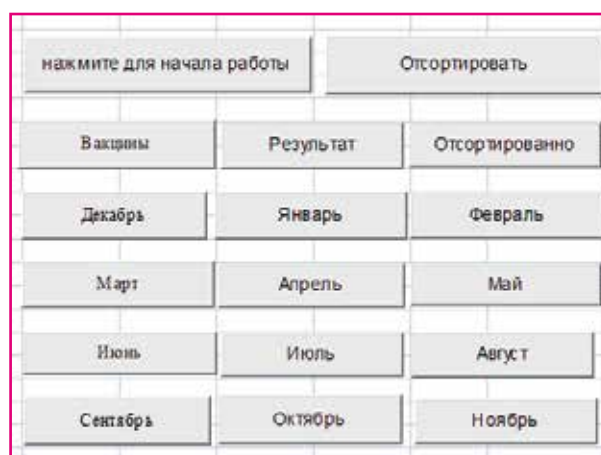 нажмите для начала работы Отсортировать
Вакцины Результат Отсортированно
Декабрь Январь Февраль
Март Апрель Май
Июнь Июль Август
Сентябрь Октябрь Ноябрь